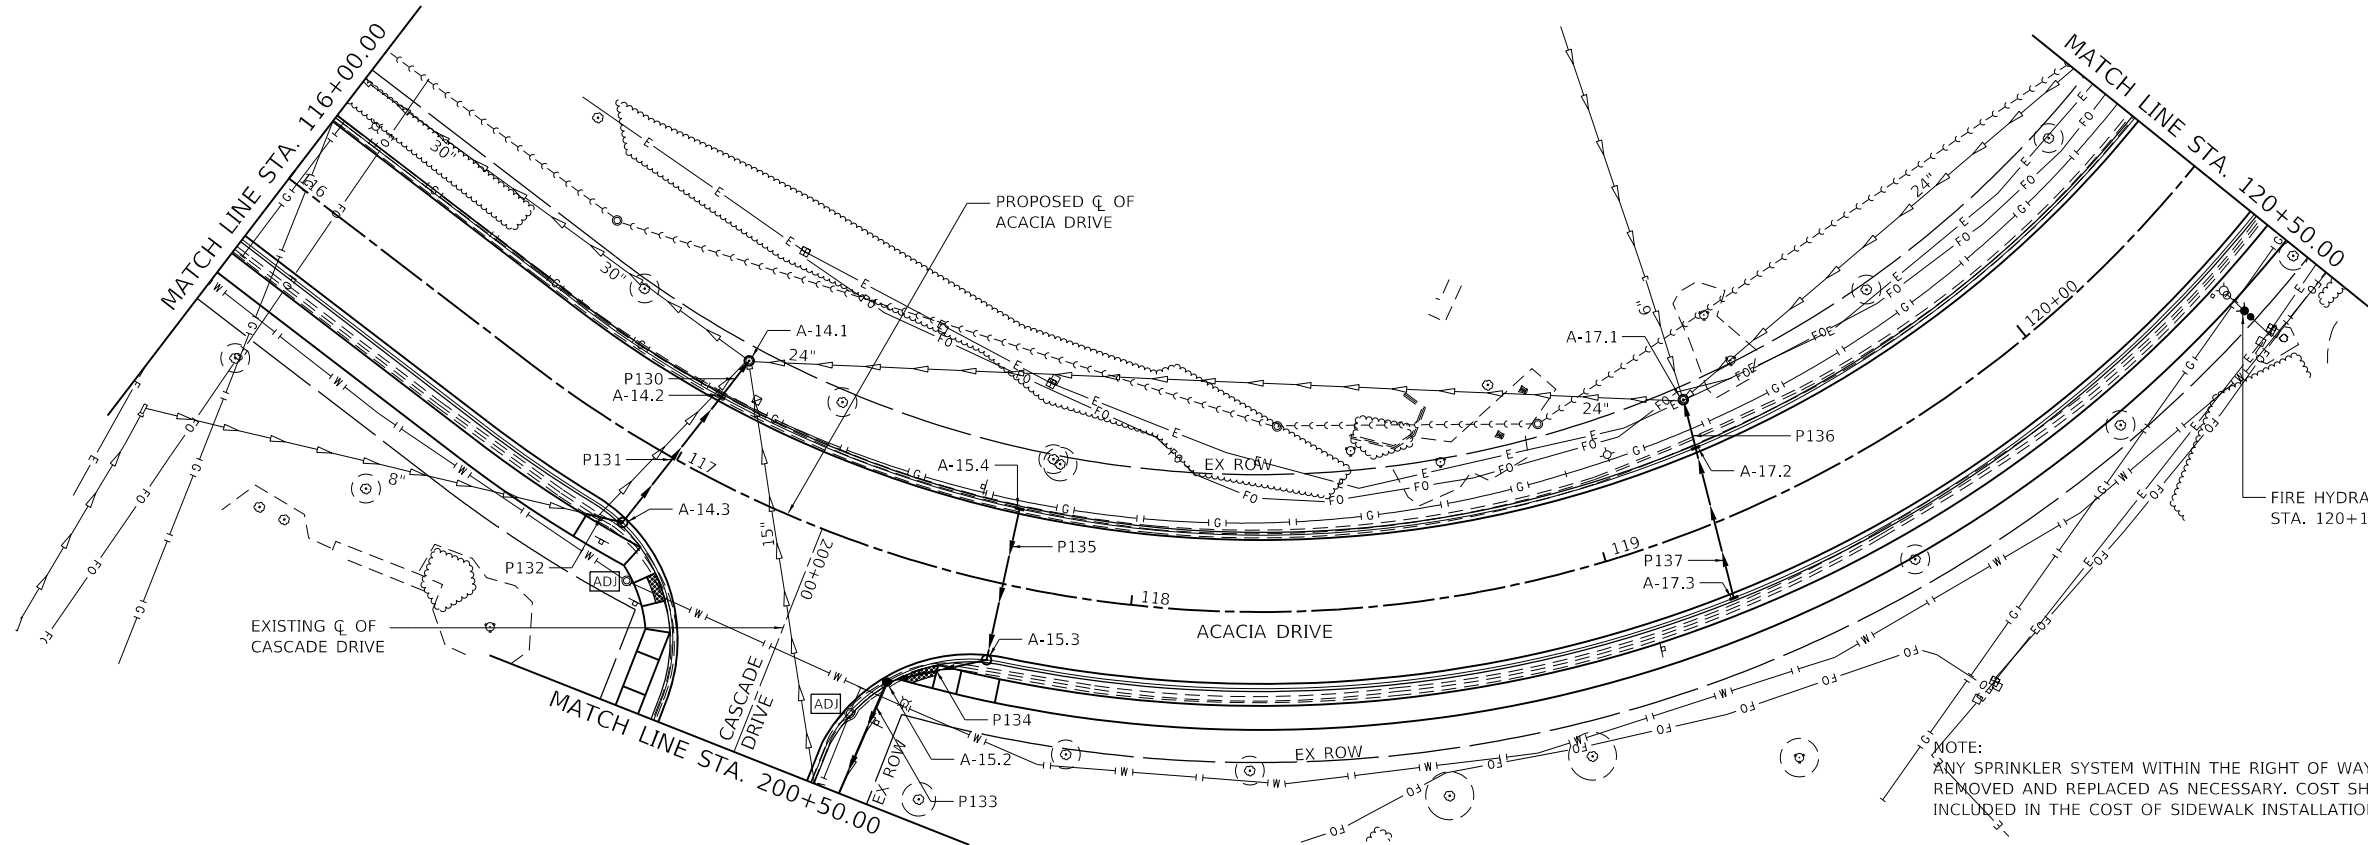 MATCH LINE STA. 116+00.00
MATCH LINE STA. 120+50.00
MATCH LINE STA. 200+50.00
PROPOSED ℄ OF
ACACIA DRIVE
EXISTING ℄ OF
CASCADE DRIVE
ACACIA DRIVE
CASCADE
DRIVE
EX ROW
EX ROW
EX ROW
116
117
118
119
120+00
200+00
30"
30"
24"
24"
24"
6"
8"
15"
A-14.1
P130
A-14.2
P131
A-14.3
P132
ADJ
A-15.4
P135
A-15.3
P134
A-15.2
P133
ADJ
A-17.1
P136
A-17.2
P137
A-17.3
FIRE HYDRA
STA. 120+1
NOTE:
ANY SPRINKLER SYSTEM WITHIN THE RIGHT OF WAY
REMOVED AND REPLACED AS NECESSARY. COST SH
INCLUDED IN THE COST OF SIDEWALK INSTALLATION